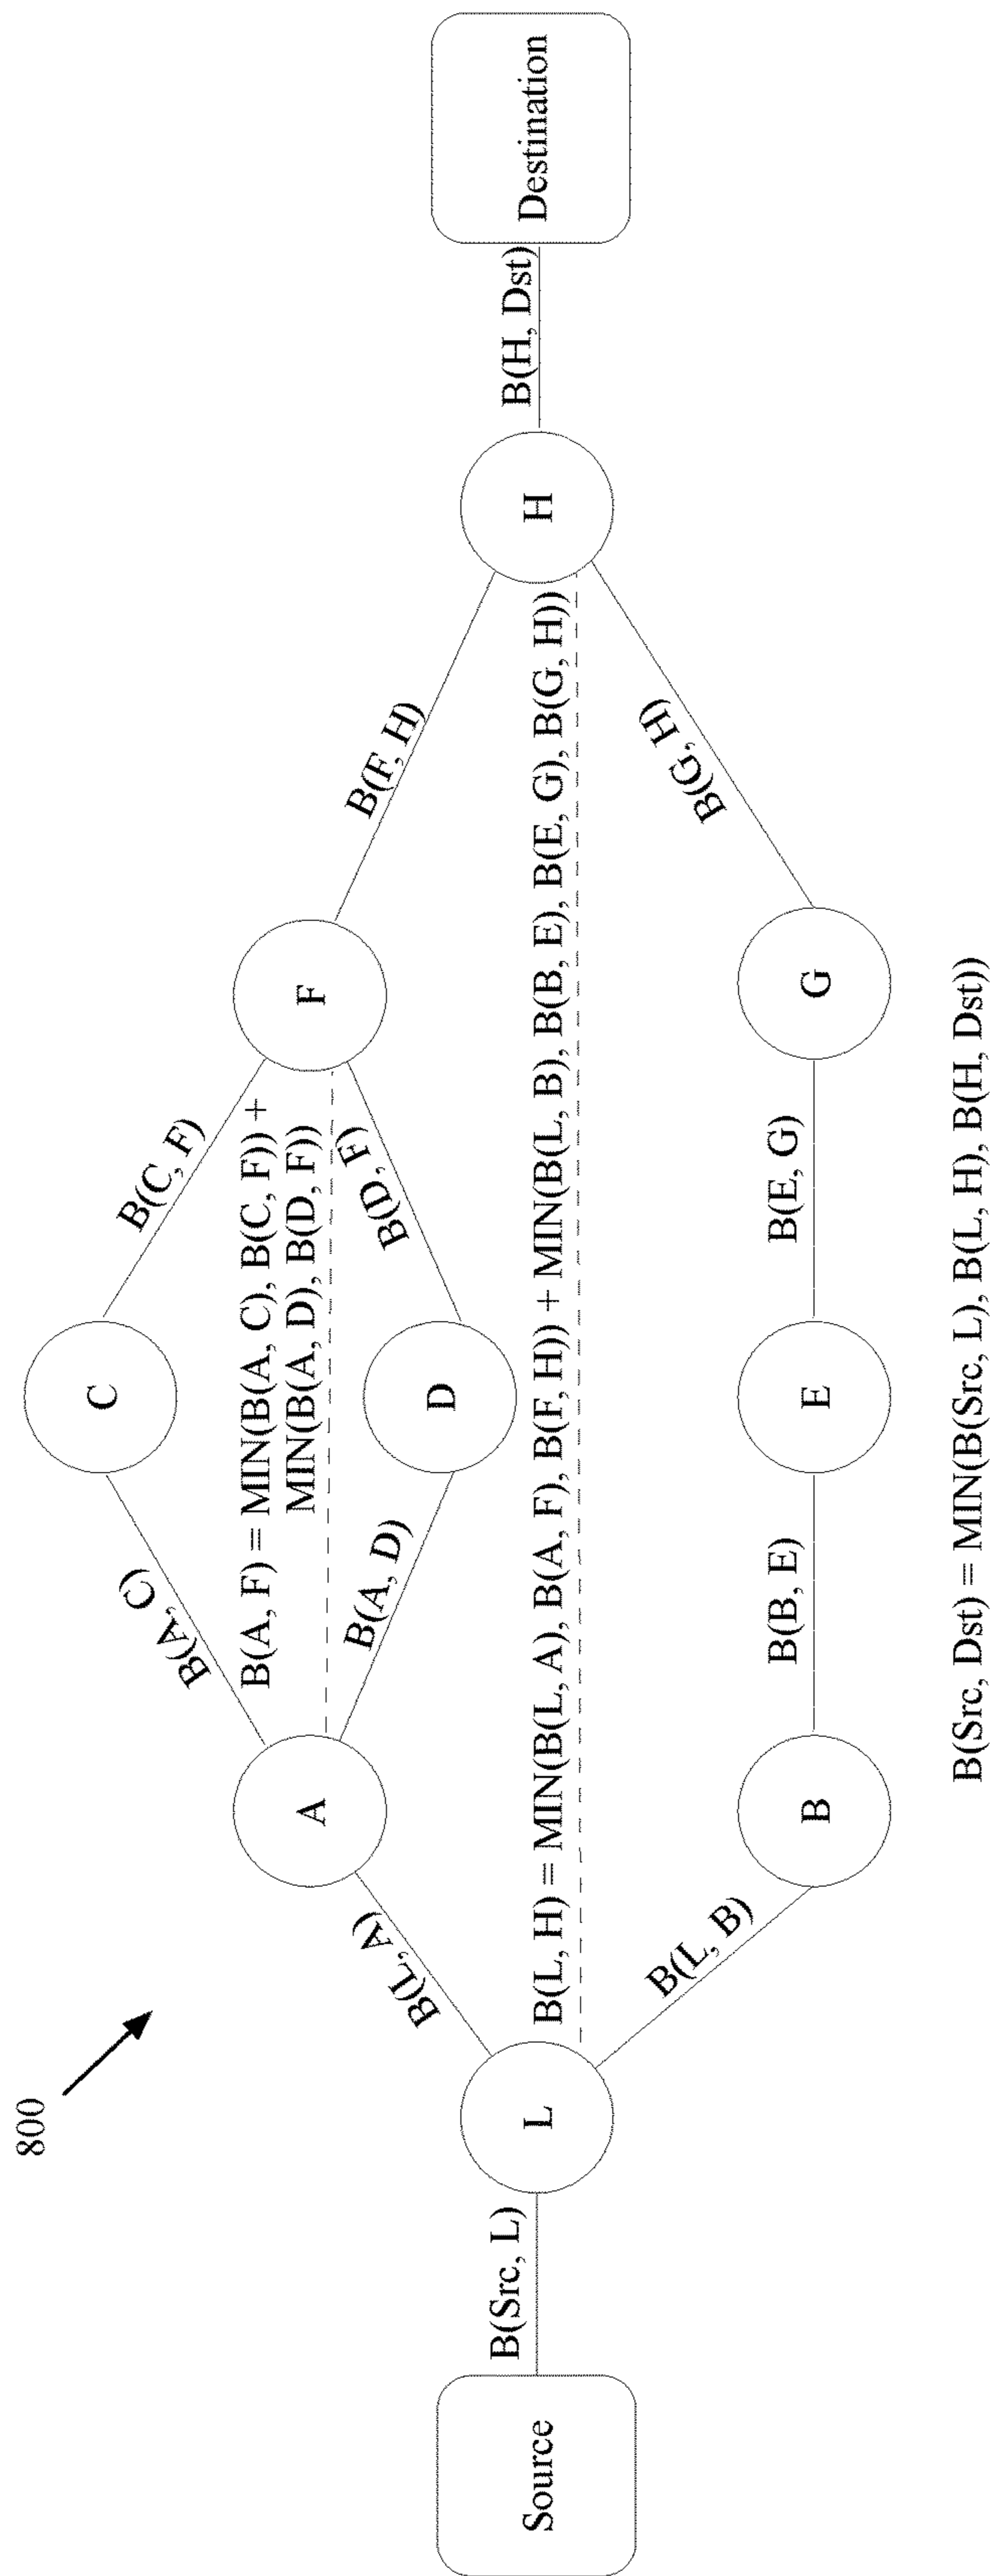 800
B(A, C)
C
B(C, F)
A
B(A, F) = MIN(B(A, C), B(C, F)) +
MIN(B(A, D), B(D, F))
F
B(L, A)
B(A, D)
D
B(D, F)
B(F, H)
Source
B(Src, L)
L
B(L, H) = MIN(B(L, A), B(A, F), B(F, H)) + MIN(B(L, B), B(B, E), B(E, G), B(G, H))
H
B(H, Dst)
Destination
B(L, B)
B
B(B, E)
E
B(E, G)
G
B(G, H)
B(Src, Dst) = MIN(B(Src, L), B(L, H), B(H, Dst))